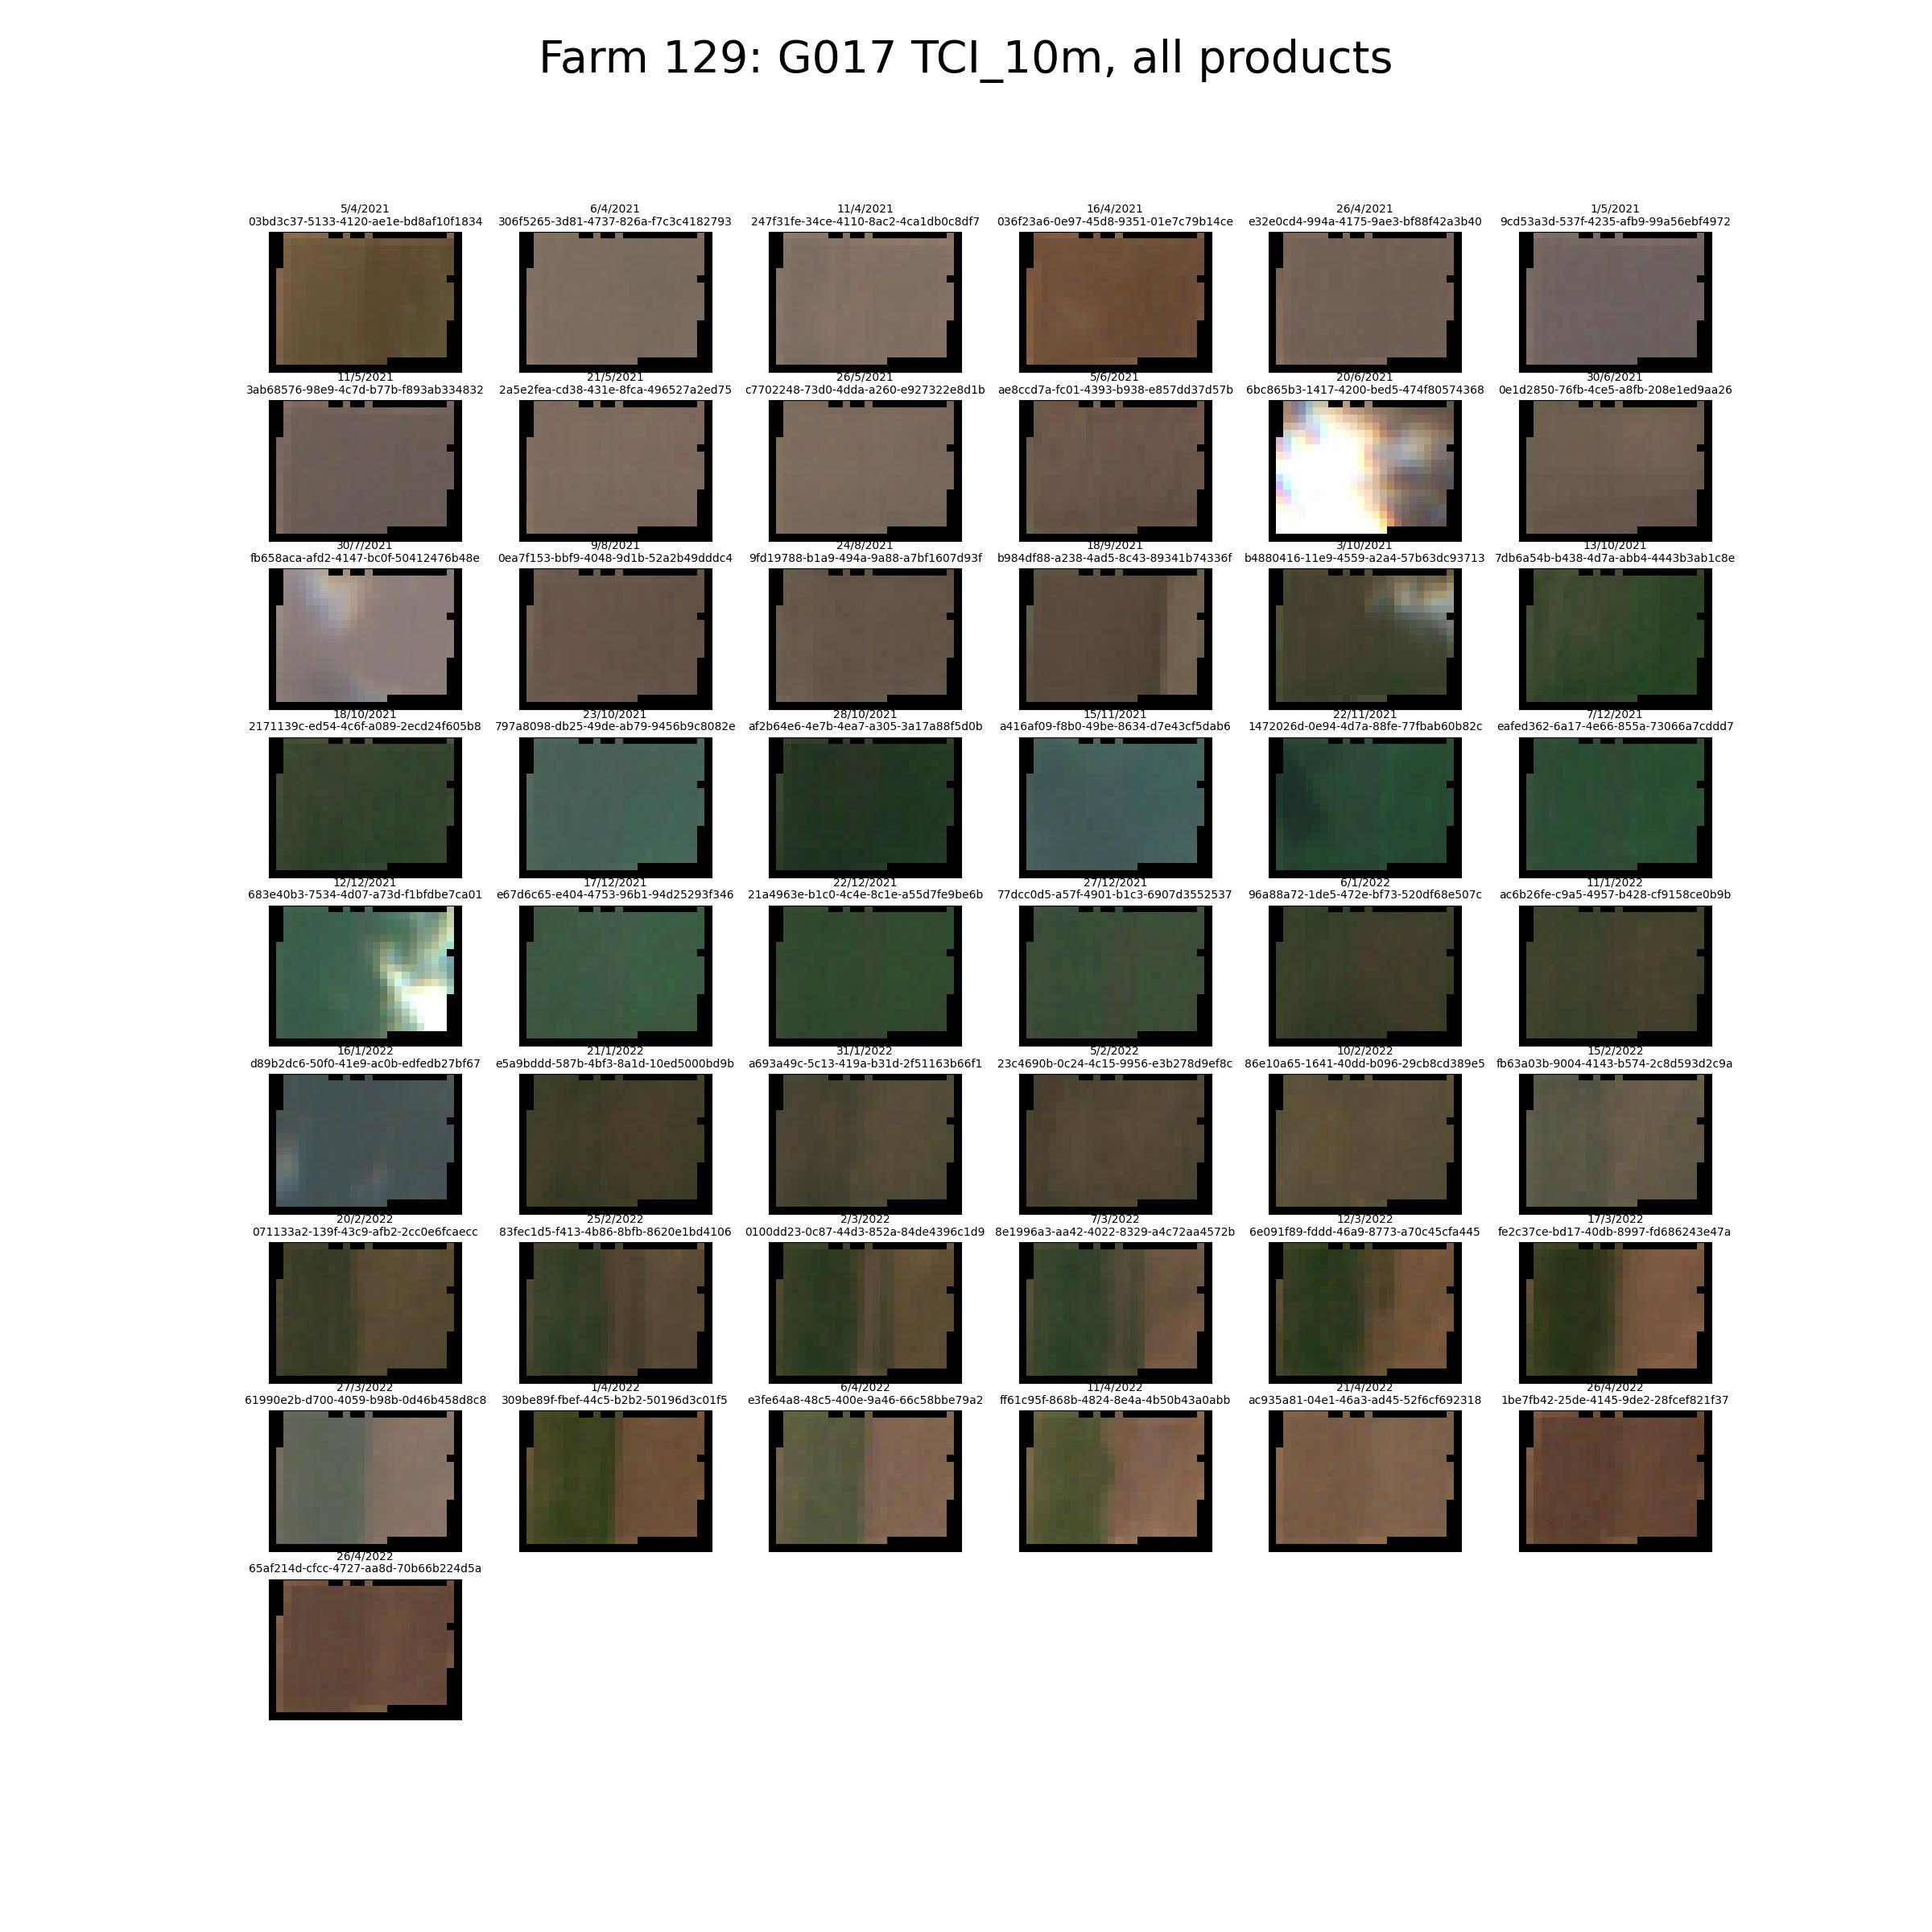 Farm 129: G017 TCI_10m, all products
5/4/2021 6/4/2021 11/4/2021 16/4/2021 26/4/2021 1/5/2021
03bd3c37-5133-4120-ae1e-bd8af10f1834 306f5265-3d81-4737-826a-f7c3c4182793 247f31fe-34ce-4110-8ac2-4ca1db0c8df7 036f23a6-0e97-45d8-9351-01e7c79b14ce e32e0cd4-994a-4175-9ae3-bf88f42a3b40 9cd53a3d-537f-4235-afb9-99a56ebf4972
11/5/2021 21/5/2021 26/5/2021 5/6/2021 20/6/2021 30/6/2021
3ab68576-98e9-4c7d-b77b-f893ab334832 2a5e2fea-cd38-431e-8fca-496527a2ed75 c7702248-73d0-4dda-a260-e927322e8d1b ae8ccd7a-fc01-4393-b938-e857dd37d57b 6bc865b3-1417-4200-bed5-474f80574368 0e1d2850-76fb-4ce5-a8fb-208e1ed9aa26
30/7/2021 9/8/2021 24/8/2021 18/9/2021 3/10/2021 13/10/2021
fb658aca-afd2-4147-bc0f-50412476b48e 0ea7f153-bbf9-4048-9d1b-52a2b49dddc4 9fd19788-b1a9-494a-9a88-a7bf1607d93f b984df88-a238-4ad5-8c43-89341b74336f b4880416-11e9-4559-a2a4-57b63dc93713 7db6a54b-b438-4d7a-abb4-4443b3ab1c8e
18/10/2021 23/10/2021 28/10/2021 15/11/2021 22/11/2021 7/12/2021
2171139c-ed54-4c6f-a089-2ecd24f605b8 797a8098-db25-49de-ab79-9456b9c8082e af2b64e6-4e7b-4ea7-a305-3a17a88f5d0b a416af09-f8b0-49be-8634-d7e43cf5dab6 1472026d-0e94-4d7a-88fe-77fbab60b82c eafed362-6a17-4e66-855a-73066a7cddd7
12/12/2021 17/12/2021 22/12/2021 27/12/2021 6/1/2022 11/1/2022
683e40b3-7534-4d07-a73d-f1bfdbe7ca01 e67d6c65-e404-4753-96b1-94d25293f346 21a4963e-b1c0-4c4e-8c1e-a55d7fe9be6b 77dcc0d5-a57f-4901-b1c3-6907d3552537 96a88a72-1de5-472e-bf73-520df68e507c ac6b26fe-c9a5-4957-b428-cf9158ce0b9b
16/1/2022 21/1/2022 31/1/2022 5/2/2022 10/2/2022 15/2/2022
d89b2dc6-50f0-41e9-ac0b-edfedb27bf67 e5a9bddd-587b-4bf3-8a1d-10ed5000bd9b a693a49c-5c13-419a-b31d-2f51163b66f1 23c4690b-0c24-4c15-9956-e3b278d9ef8c 86e10a65-1641-40dd-b096-29cb8cd389e5 fb63a03b-9004-4143-b574-2c8d593d2c9a
20/2/2022 25/2/2022 2/3/2022 7/3/2022 12/3/2022 17/3/2022
071133a2-139f-43c9-afb2-2cc0e6fcaecc 83fec1d5-f413-4b86-8bfb-8620e1bd4106 0100dd23-0c87-44d3-852a-84de4396c1d9 8e1996a3-aa42-4022-8329-a4c72aa4572b 6e091f89-fddd-46a9-8773-a70c45cfa445 fe2c37ce-bd17-40db-8997-fd686243e47a
27/3/2022 1/4/2022 6/4/2022 11/4/2022 21/4/2022 26/4/2022
61990e2b-d700-4059-b98b-0d46b458d8c8 309be89f-fbef-44c5-b2b2-50196d3c01f5 e3fe64a8-48c5-400e-9a46-66c58bbe79a2 ff61c95f-868b-4824-8e4a-4b50b43a0abb ac935a81-04e1-46a3-ad45-52f6cf692318 1be7fb42-25de-4145-9de2-28fcef821f37
26/4/2022
65af214d-cfcc-4727-aa8d-70b66b224d5a